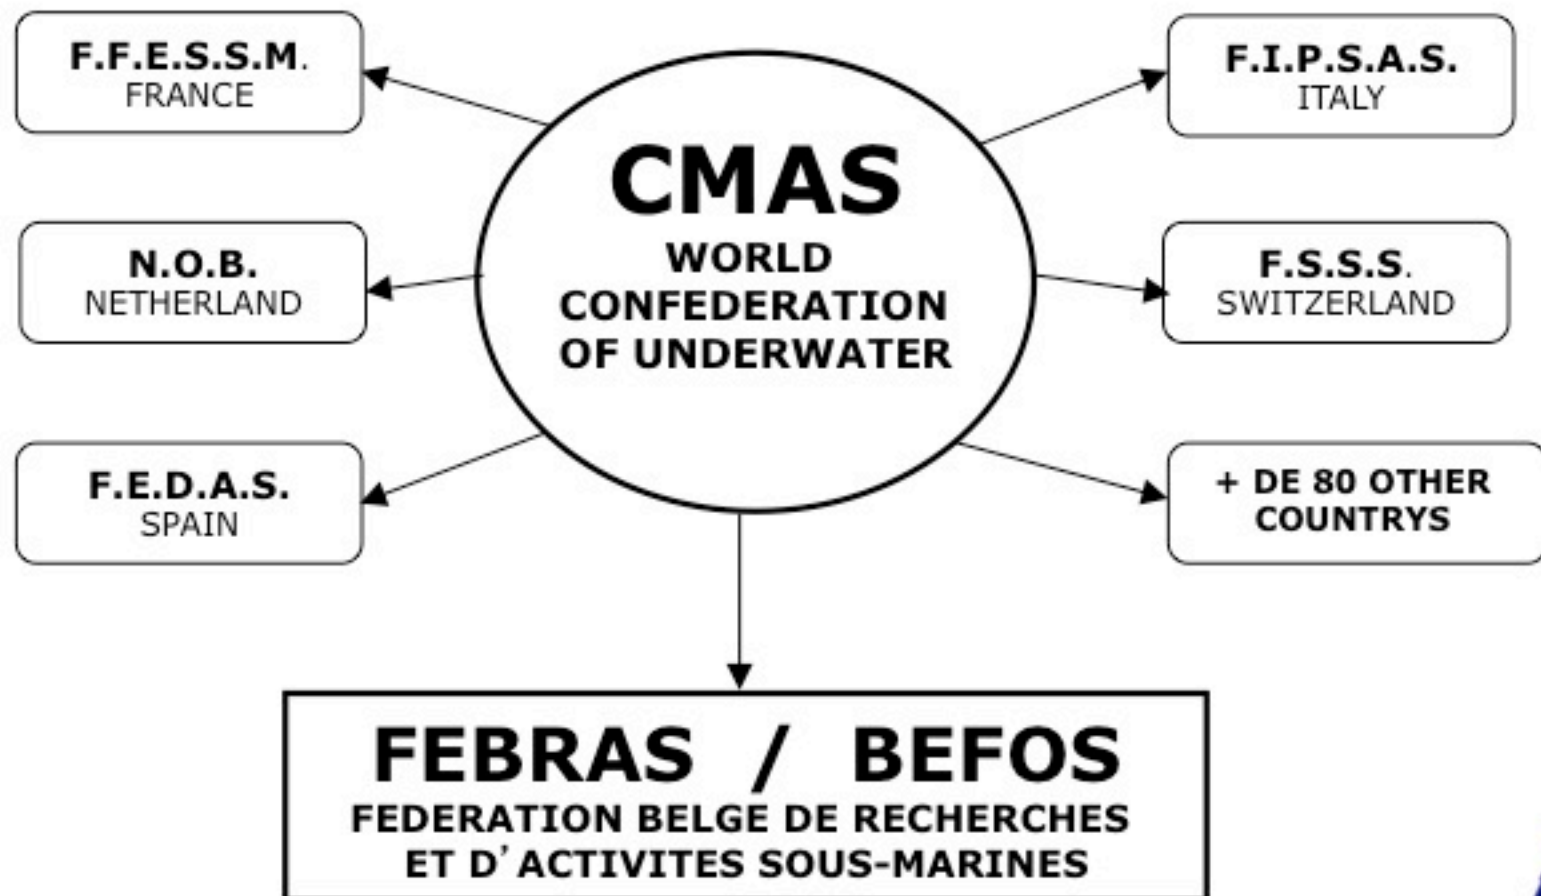 F.F.E.S.S.M.
FRANCE
F.I.P.S.A.S.
ITALY
CMAS
WORLD
CONFEDERATION
OF UNDERWATER
N.O.B.
NETHERLAND
F.S.S.S.
SWITZERLAND
F.E.D.A.S.
SPAIN
+ DE 80 OTHER
COUNTRYS
FEBRAS / BEFOS
FEDERATION BELGE DE RECHERCHES
ET D'ACTIVITES SOUS-MARINES